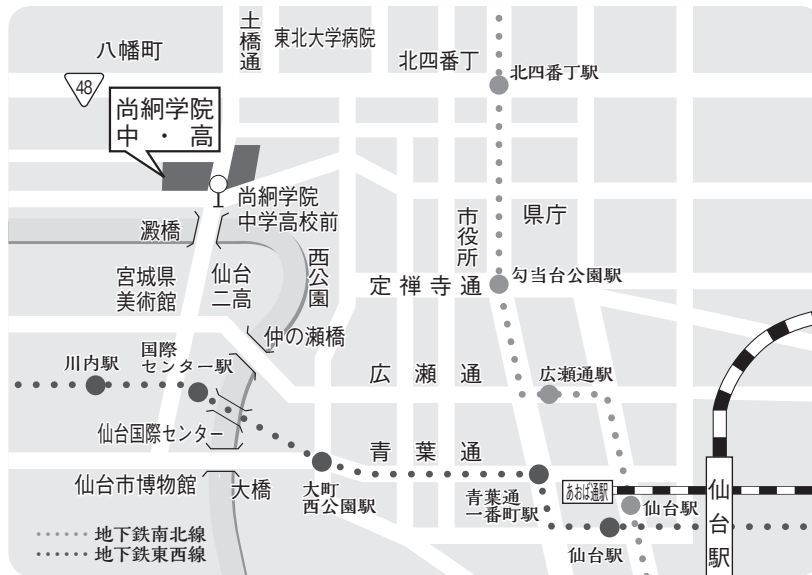 土橋通
東北大学病院
八幡町
北四番丁
北四番丁駅
48
尚絅学院
中・高
尚絅学院
中学高校前
澱橋
西公園
市役所
県庁
宮城県
美術館
仙台
二高
定禅寺通
勾当台公園駅
仲の瀬橋
国際
センター駅
川内駅
広瀬通
広瀬通駅
仙台国際センター
青葉通
仙台市博物館
大橋
大町
西公園駅
青葉通
一番町駅
あおば通駅
仙台駅
仙台駅
仙台駅
地下鉄南北線
地下鉄東西線